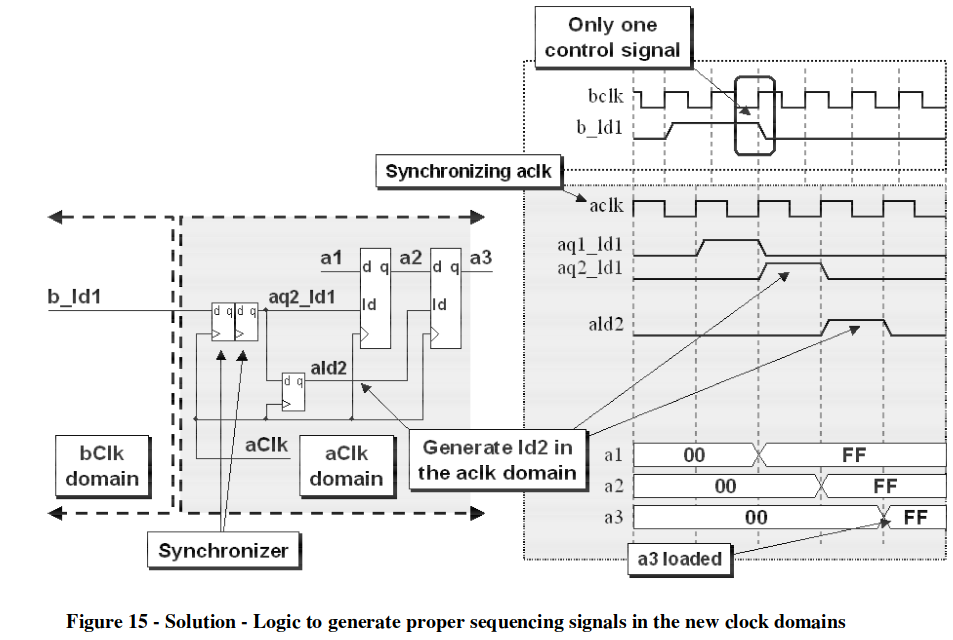 Only one
control signal
bclk
b_ld1
Synchronizing aclk
aclk
aq1_ld1
aq2_ld1
ald2
a1
a2
a3
d q
d q
b_ld1
aq2_ld1
ld
ld
d q
d q
ald2
d q
aClk
bClk
domain
aClk
domain
Generate ld2 in
the aclk domain
Synchronizer
a1
00
FF
a2
00
FF
a3
00
FF
a3 loaded
Figure 15 - Solution - Logic to generate proper sequencing signals in the new clock domains